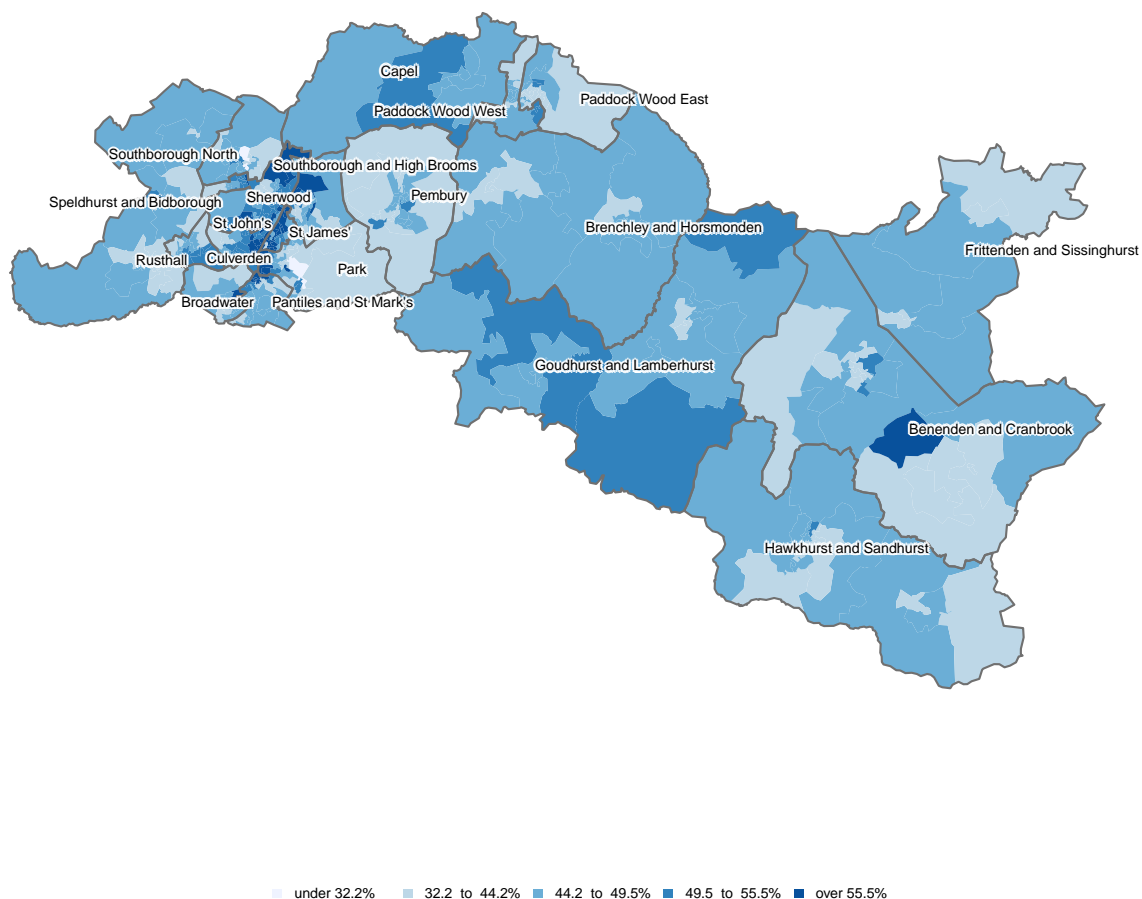 Capel
Paddock Wood East
Paddock Wood West
Southborough North
Southborough and High Brooms
Pembury
Sherwood
Speldhurst and Bidborough
St John's
Brenchley and Horsmonden
St James'
Frittenden and Sissinghurst
Rusthall
Culverden
Park
Broadwater
Pantiles and St Mark's
Goudhurst and Lamberhurst
Benenden and Cranbrook
Hawkhurst and Sandhurst
under 32.2% 32.2 to 44.2% 44.2 to 49.5% 49.5 to 55.5% over 55.5%